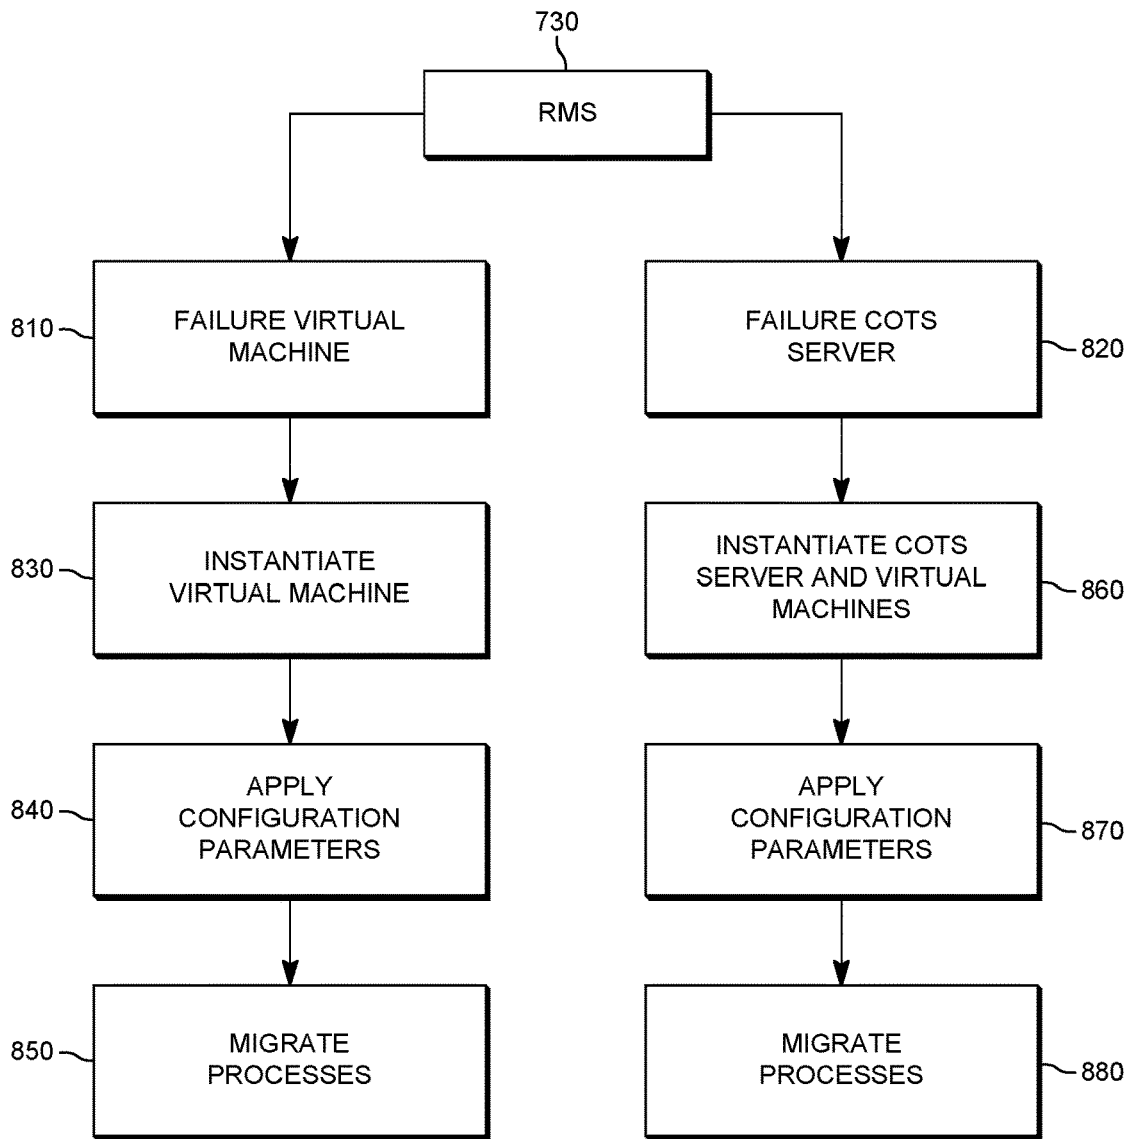 730
RMS
810
FAILURE VIRTUAL
MACHINE
FAILURE COTS
SERVER
820
830
INSTANTIATE
VIRTUAL MACHINE
INSTANTIATE COTS
SERVER AND VIRTUAL
MACHINES
860
840
APPLY
CONFIGURATION
PARAMETERS
APPLY
CONFIGURATION
PARAMETERS
870
850
MIGRATE
PROCESSES
MIGRATE
PROCESSES
880